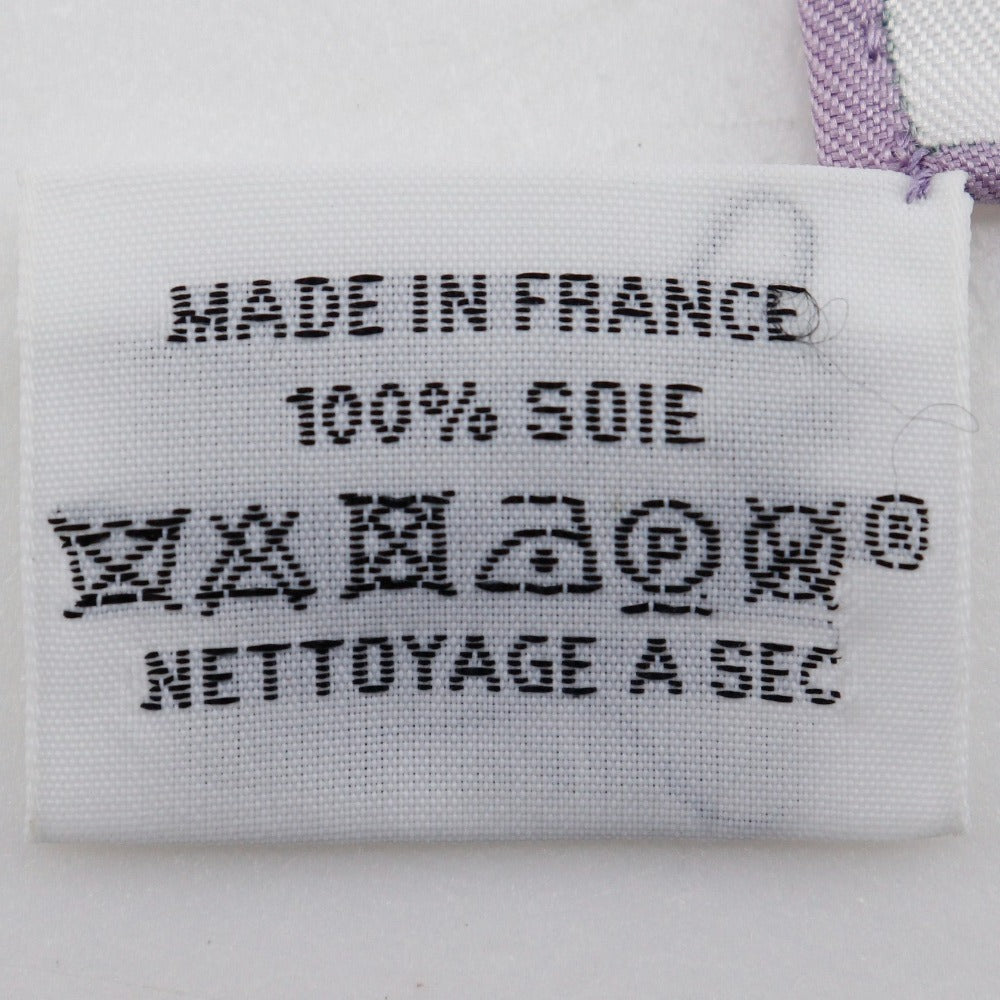 MADE IN FRANCE
100% SOIE
P W ®
NETTOYAGE A SEC